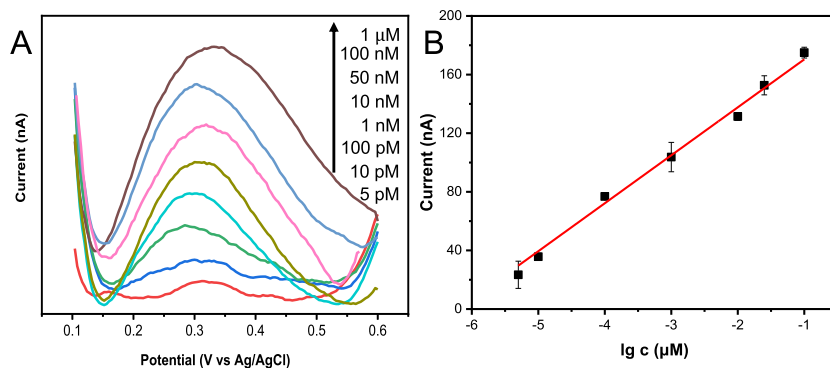 A
1 μM
100 nM
50 nM
10 nM
1 nM
100 pM
10 pM
5 pM
Current (nA)
0.1 0.2 0.3 0.4 0.5 0.6
Potential (V vs Ag/AgCl)
B
200
160
120
80
40
0
Current (nA)
-6 -5 -4 -3 -2 -1
lg c (μM)